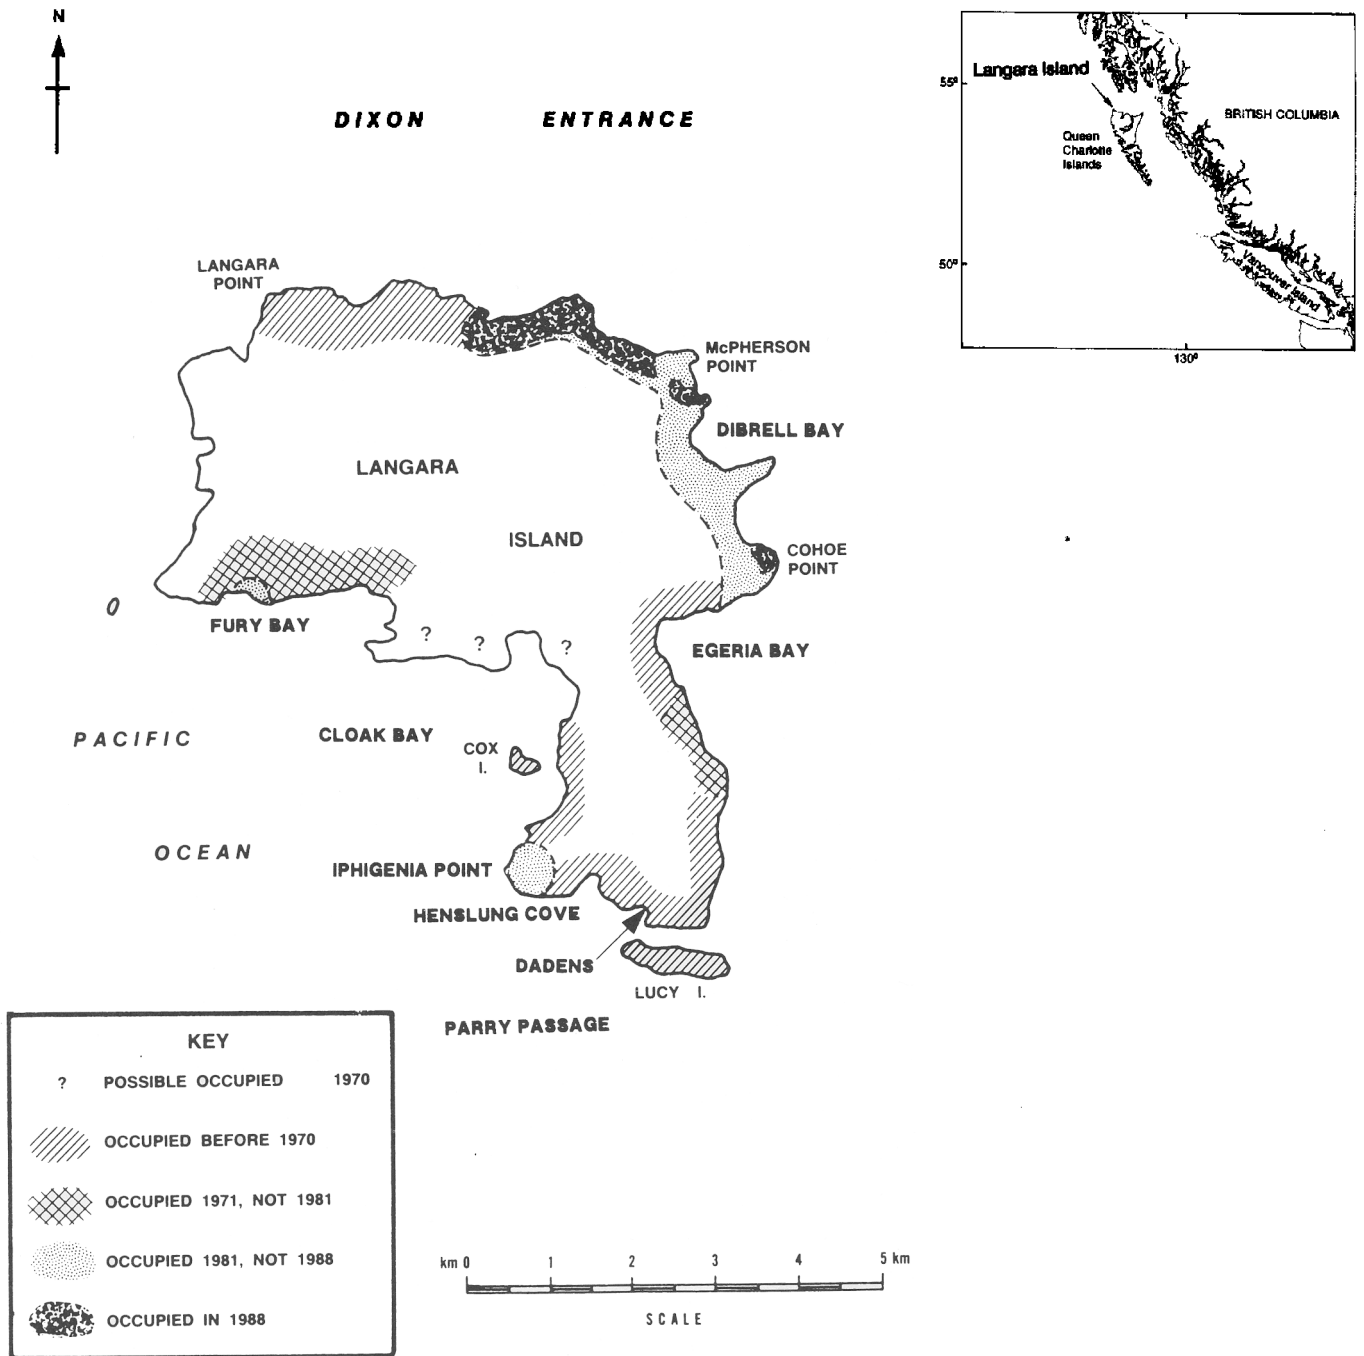 N
DIXON ENTRANCE
LANGARA
POINT
McPHERSON
POINT
DIBRELL BAY
LANGARA
ISLAND
COHOE
POINT
FURY BAY
? ? ?
EGERIA BAY
PACIFIC
CLOAK BAY
COX
I.
OCEAN
IPHIGENIA POINT
HENSLUNG COVE
DADENS
LUCY I.
PARRY PASSAGE
Langara Island
55°
BRITISH COLUMBIA
Queen
Charlotte
Islands
50°
Vancouver Island
130°
KEY
? POSSIBLE OCCUPIED 1970
OCCUPIED BEFORE 1970
OCCUPIED 1971, NOT 1981
OCCUPIED 1981, NOT 1988
OCCUPIED IN 1988
km 0 1 2 3 4 5 km
SCALE